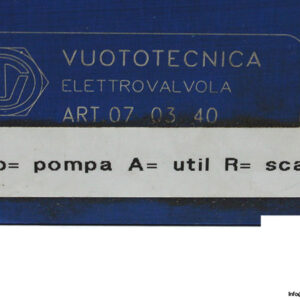 VUOTOTECNICA
ELETTROVALVOLA
ART. 07 03 40
p= pompa A= util R= sca